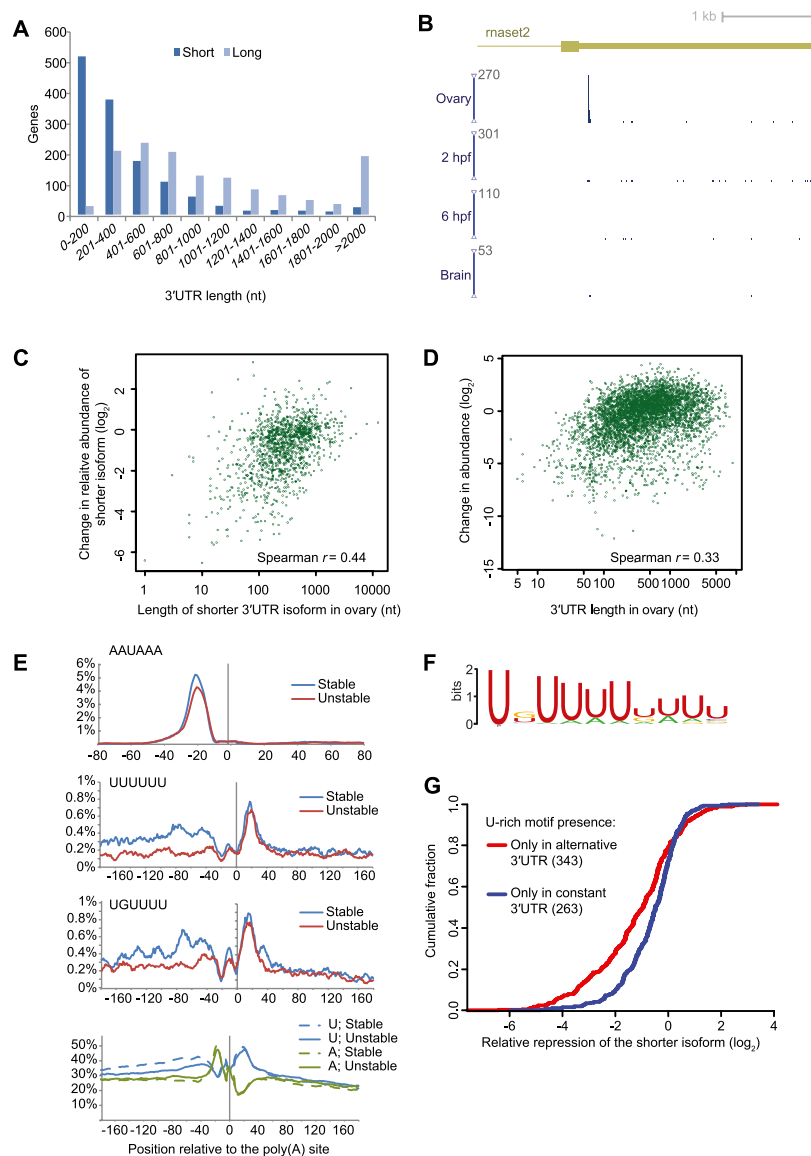 A
600
500
400
300
200
100
0
Genes
Short
Long
0-200
201-400
401-600
601-800
801-1000
1001-1200
1201-1400
1401-1600
1601-1800
1801-2000
>2000
3′UTR length (nt)
B
1 kb
rnaset2
270
Ovary
301
2 hpf
110
6 hpf
53
Brain
C
Change in relaitve abundance of
shorter isoform (log2)
2
0
-2
-4
-6
Spearman r = 0.44
1
10
100
1000
10000
Length of shorter 3′UTR isoform in ovary (nt)
D
Change in abundance (log2)
5
0
-5
-10
-15
Spearman r = 0.33
5
10
50
100
500
1000
5000
3′UTR length in ovary (nt)
E
AAUAAA
6%
5%
4%
3%
2%
1%
Stable
Unstable
-80
-60
-40
-20
0
20
40
60
80
UUUUUU
1%
0.8%
0.6%
0.4%
0.2%
0%
Stable
Unstable
-160
-120
-80
-40
0
40
80
120
160
UGUUUU
1%
0.8%
0.6%
0.4%
0.2%
0%
Stable
Unstable
-160
-120
-80
-40
0
40
80
120
160
U; Stable
U; Unstable
A; Stable
A; Unstable
50%
40%
30%
20%
10%
-160
-120
-80
-40
0
40
80
120
160
Position relative to the poly(A) site
F
bits
2
1
0
G
Cumulative fraction
1.0
0.8
0.6
0.4
0.2
0.0
U-rich motif presence:
Only in alternative
3′UTR (343)
Only in constant
3′UTR (263)
-6
-4
-2
0
2
4
Relative repression of the shorter isoform (log2)